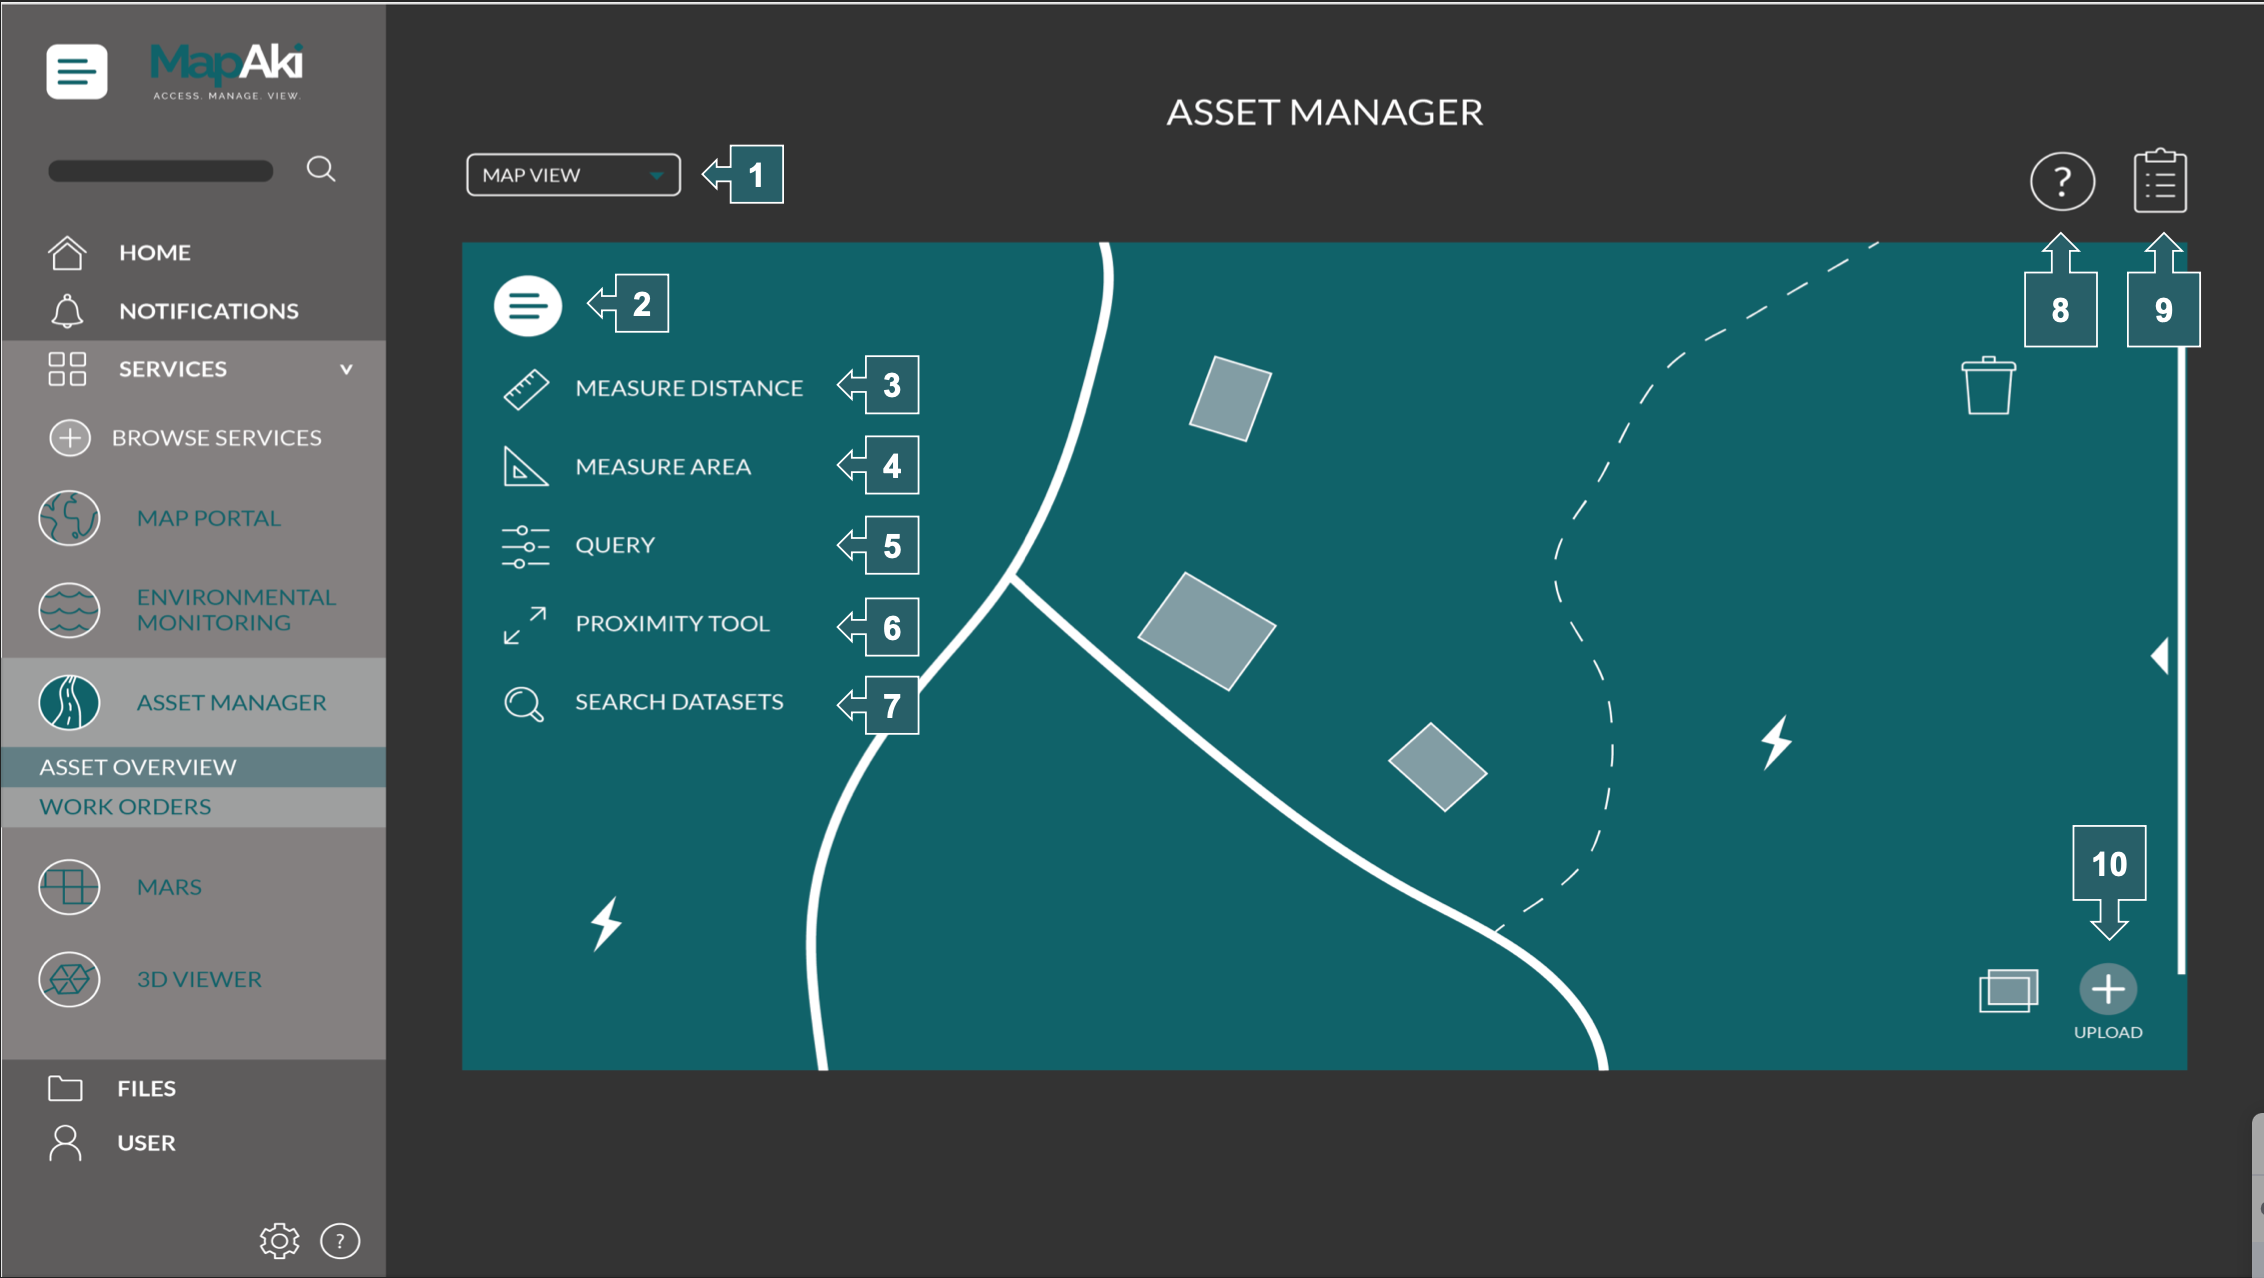 MapAki
ACCESS. MANAGE. VIEW.
HOME
NOTIFICATIONS
SERVICES
BROWSE SERVICES
MAP PORTAL
ENVIRONMENTAL
MONITORING
ASSET MANAGER
ASSET OVERVIEW
WORK ORDERS
MARS
3D VIEWER
FILES
USER
?
ASSET MANAGER
MAP VIEW
1
?
8
9
2
MEASURE DISTANCE
3
MEASURE AREA
4
QUERY
5
PROXIMITY TOOL
6
SEARCH DATASETS
7
10
UPLOAD